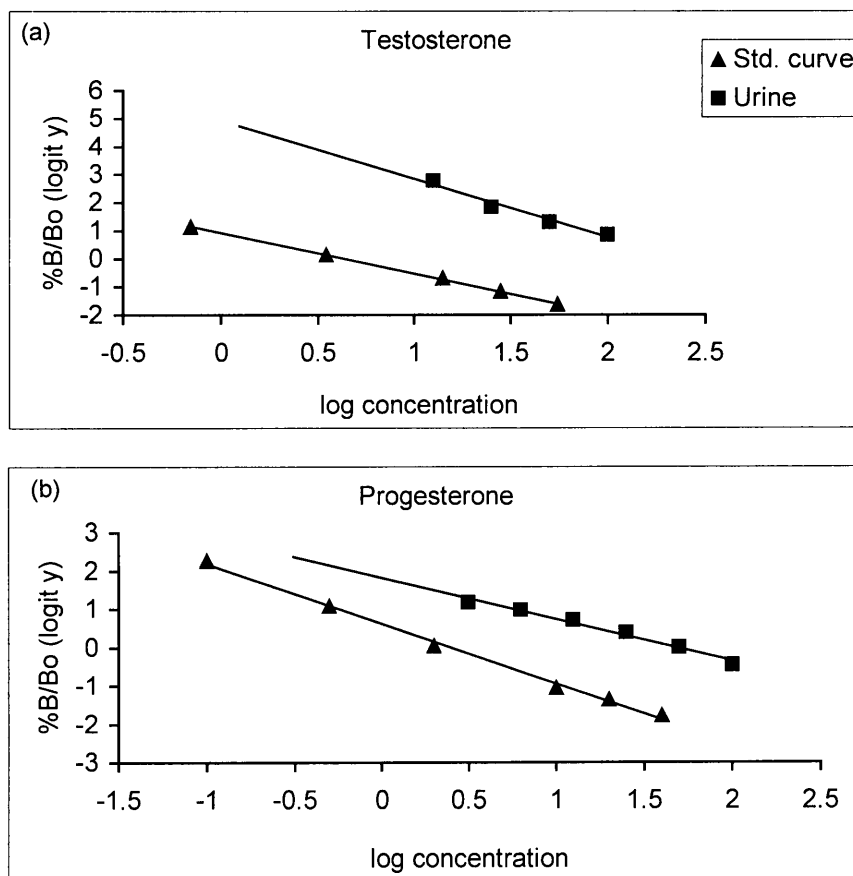 (a)
Testosterone
Std. curve
Urine
%B/Bo (logit y)
6
5
4
3
2
1
0
-1
-2
-0.5 0 0.5 1 1.5 2 2.5
log concentration
(b)
Progesterone
%B/Bo (logit y)
3
2
1
0
-1
-2
-3
-1.5 -1 -0.5 0 0.5 1 1.5 2 2.5
log concentration